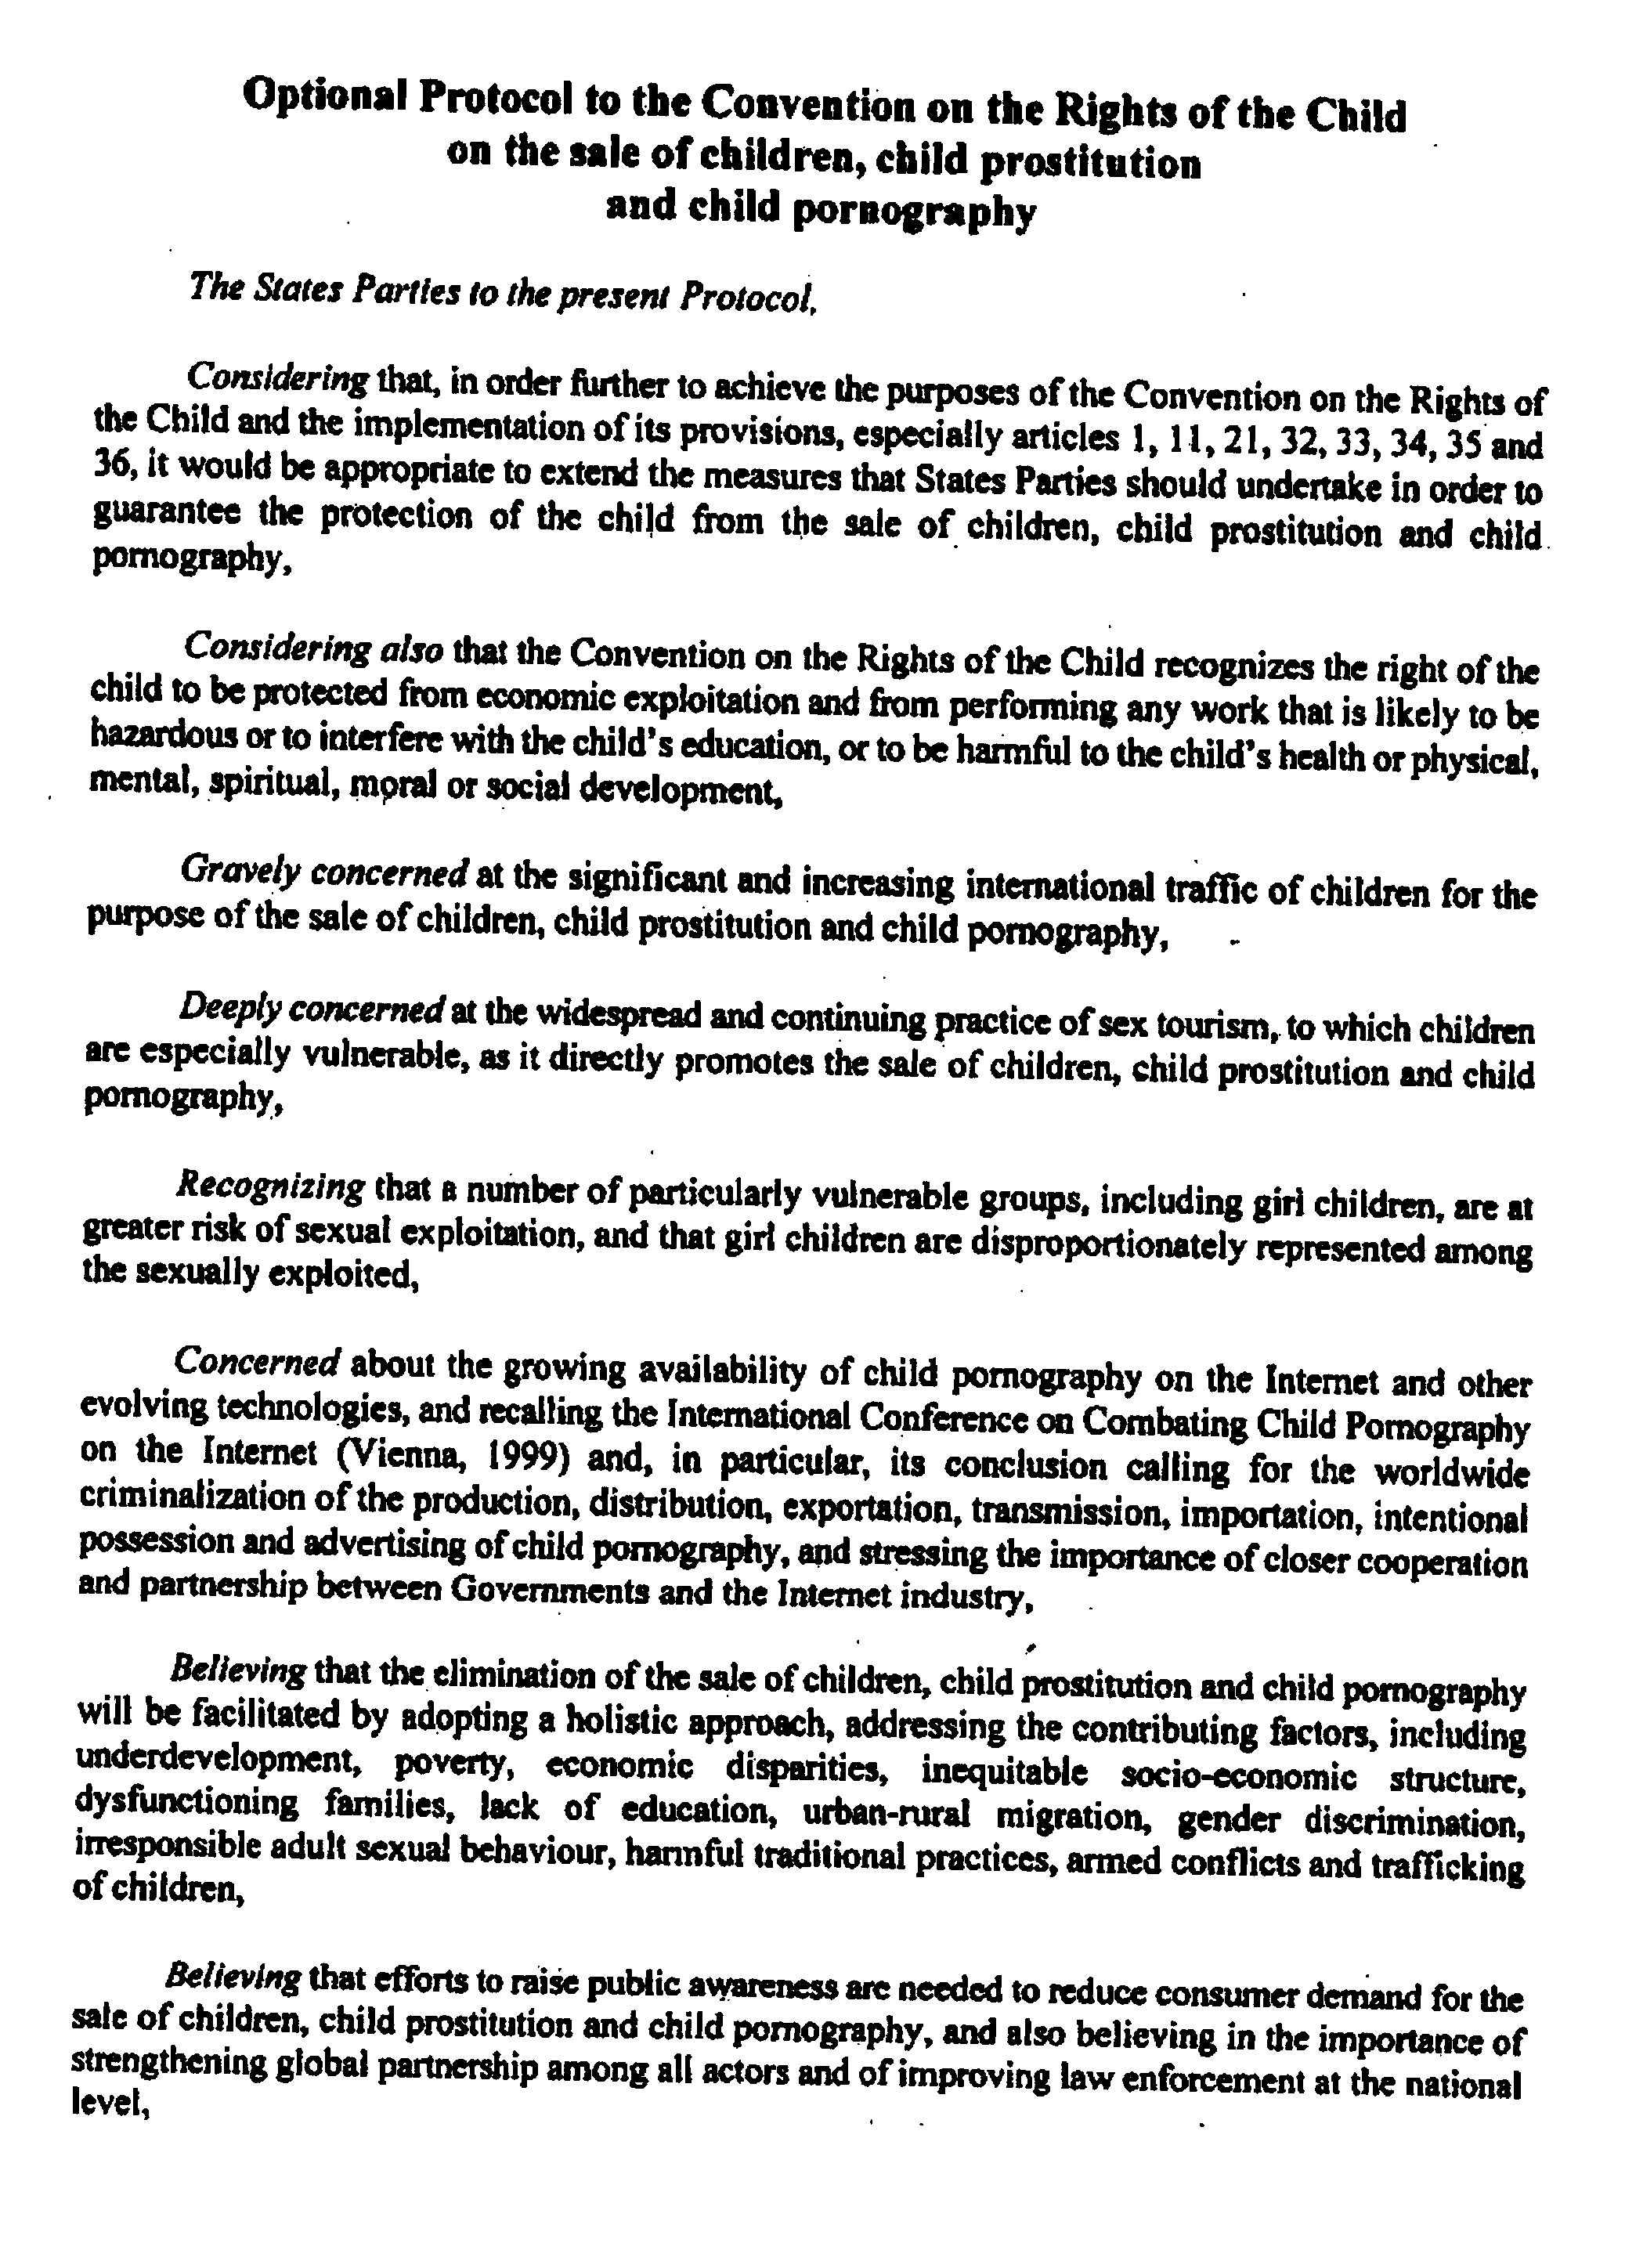 Optional Protocol to the Convention on the Rights of the Child
on the sale of children, child prostitution
and child pornography
The States Parties to the present Protocol,
Considering that, in order further to achieve the purposes of the Convention on the Rights of
the Child and the implementation of its provisions, especially articles 1, 11, 21, 32, 33, 34, 35 and
36, it would be appropriate to extend the measures that States Parties should undertake in order to
guarantee the protection of the child from the sale of children, child prostitution and child
pornography,
Considering also that the Convention on the Rights of the Child recognizes the right of the
child to be protected from economic exploitation and from performing any work that is likely to be
hazardous or to interfere with the child's education, or to be harmful to the child's health or physical,
mental, spiritual, moral or social development,
Gravely concerned at the significant and increasing international traffic of children for the
purpose of the sale of children, child prostitution and child pornography,
Deeply concerned at the widespread and continuing practice of sex tourism, to which children
are especially vulnerable, as it directly promotes the sale of children, child prostitution and child
pornography,
Recognizing that a number of particularly vulnerable groups, including girl children, are at
greater risk of sexual exploitation, and that girl children are disproportionately represented among
the sexually exploited,
Concerned about the growing availability of child pornography on the Internet and other
evolving technologies, and recalling the International Conference on Combating Child Pornography
on the Internet (Vienna, 1999) and, in particular, its conclusion calling for the worldwide
criminalization of the production, distribution, exportation, transmission, importation, intentional
possession and advertising of child pornography, and stressing the importance of closer cooperation
and partnership between Governments and the Internet industry,
Believing that the elimination of the sale of children, child prostitution and child pornography
will be facilitated by adopting a holistic approach, addressing the contributing factors, including
underdevelopment, poverty, economic disparities, inequitable socio-economic structure,
dysfunctioning families, lack of education, urban-rural migration, gender discrimination,
irresponsible adult sexual behaviour, harmful traditional practices, armed conflicts and trafficking
of children,
Believing that efforts to raise public awareness are needed to reduce consumer demand for the
sale of children, child prostitution and child pornography, and also believing in the importance of
strengthening global partnership among all actors and of improving law enforcement at the national
level,